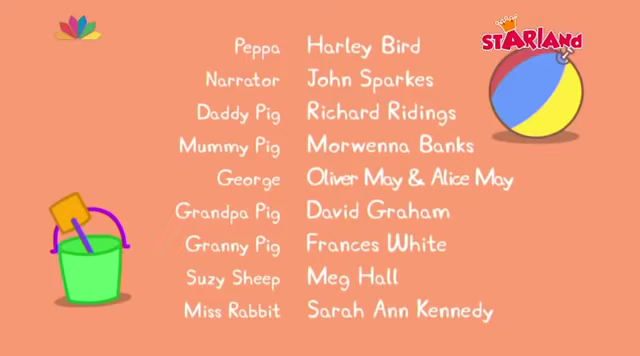 STARLAND
Peppa Harley Bird
Narrator John Sparkes
Daddy Pig Richard Ridings
Mummy Pig Morwenna Banks
George Oliver May & Alice May
Grandpa Pig David Graham
Granny Pig Frances White
Suzy Sheep Meg Hall
Miss Rabbit Sarah Ann Kennedy